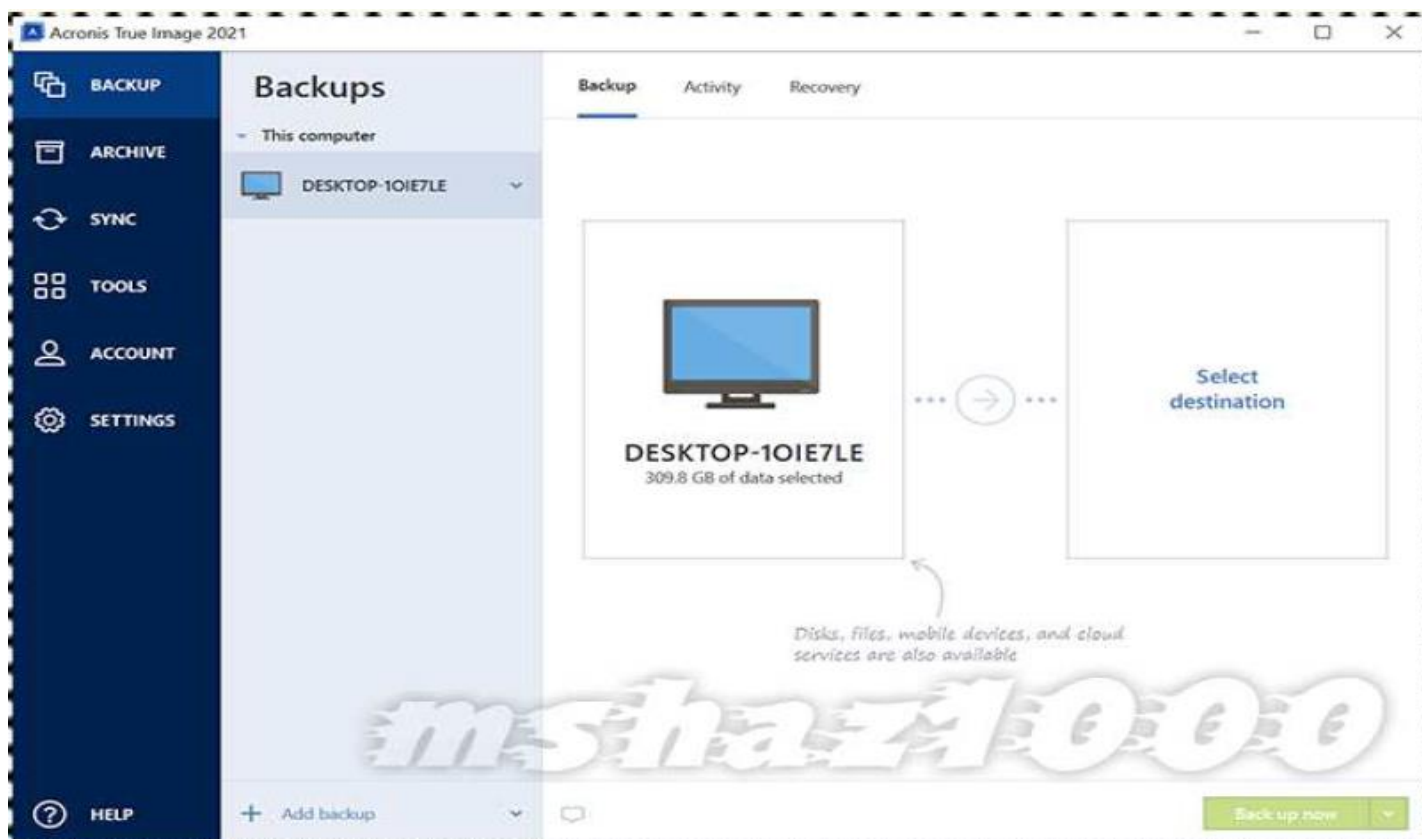 Acronis True Image 2021
BACKUP
ARCHIVE
SYNC
TOOLS
ACCOUNT
SETTINGS
HELP
Backups
This computer
DESKTOP-1OIE7LE
Add backup
Backup Activity Recovery
DESKTOP-1OIE7LE
309.8 GB of data selected
Select
destination
Disks, files, mobile devices, and cloud
services are also available
mshaz1000
Back up now